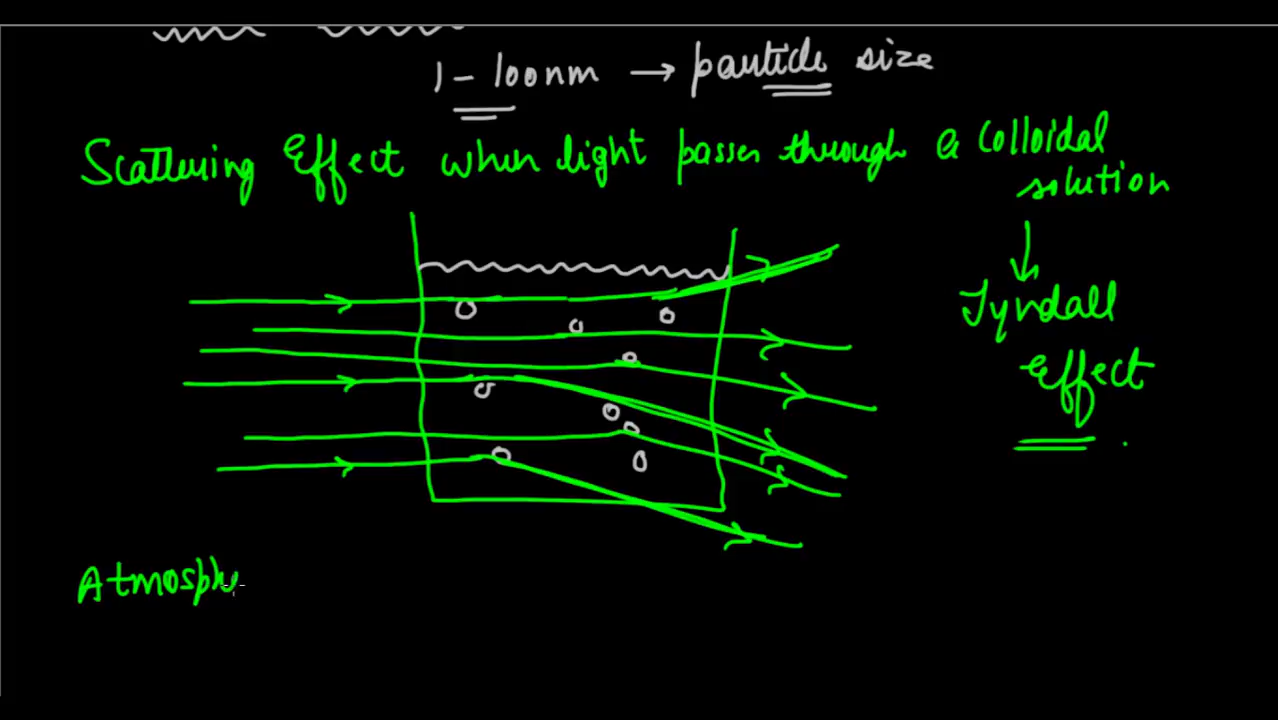 1 - 100nm → particle size
Scattering Effect when light passes through a colloidal
solution
Tyndall
Effect
Atmosphe